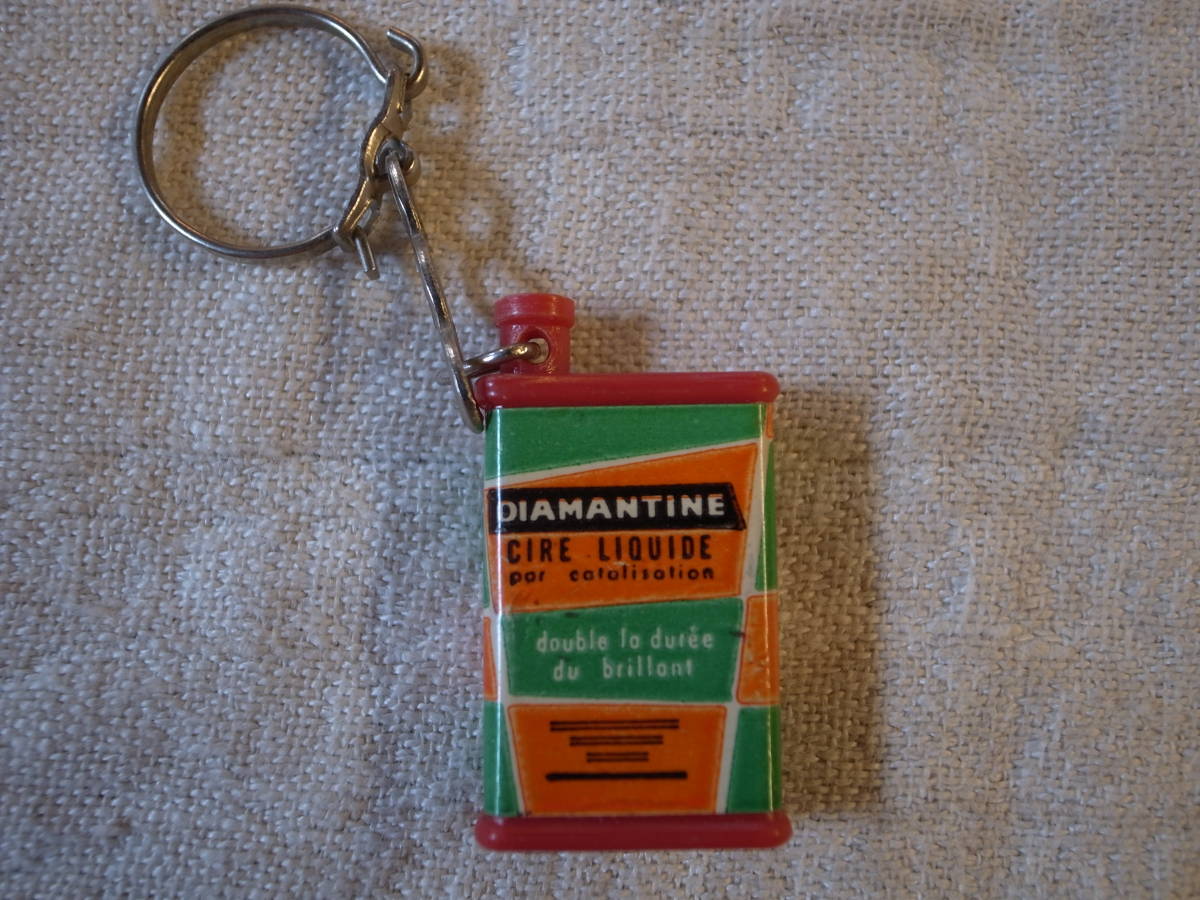 DIAMANTINE
CIRE LIQUIDE
par catalisation
double la durée
du brillant